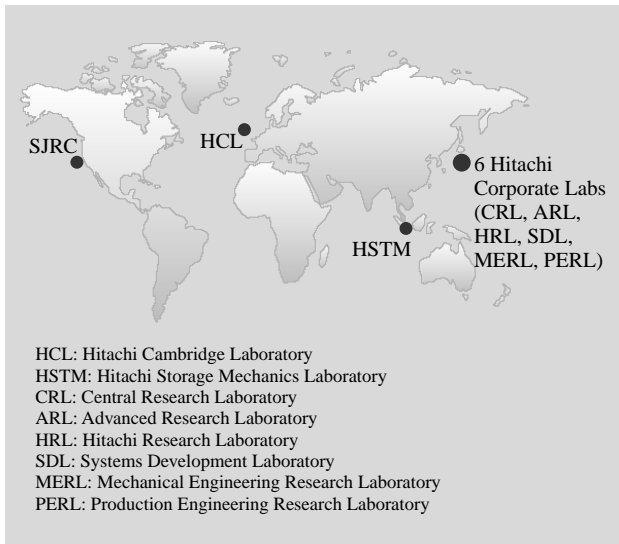 SJRC
HCL
6 Hitachi
Corporate Labs
(CRL, ARL,
HRL, SDL,
MERL, PERL)
HSTM
HCL: Hitachi Cambridge Laboratory
HSTM: Hitachi Storage Mechanics Laboratory
CRL: Central Research Laboratory
ARL: Advanced Research Laboratory
HRL: Hitachi Research Laboratory
SDL: Systems Development Laboratory
MERL: Mechanical Engineering Research Laboratory
PERL: Production Engineering Research Laboratory